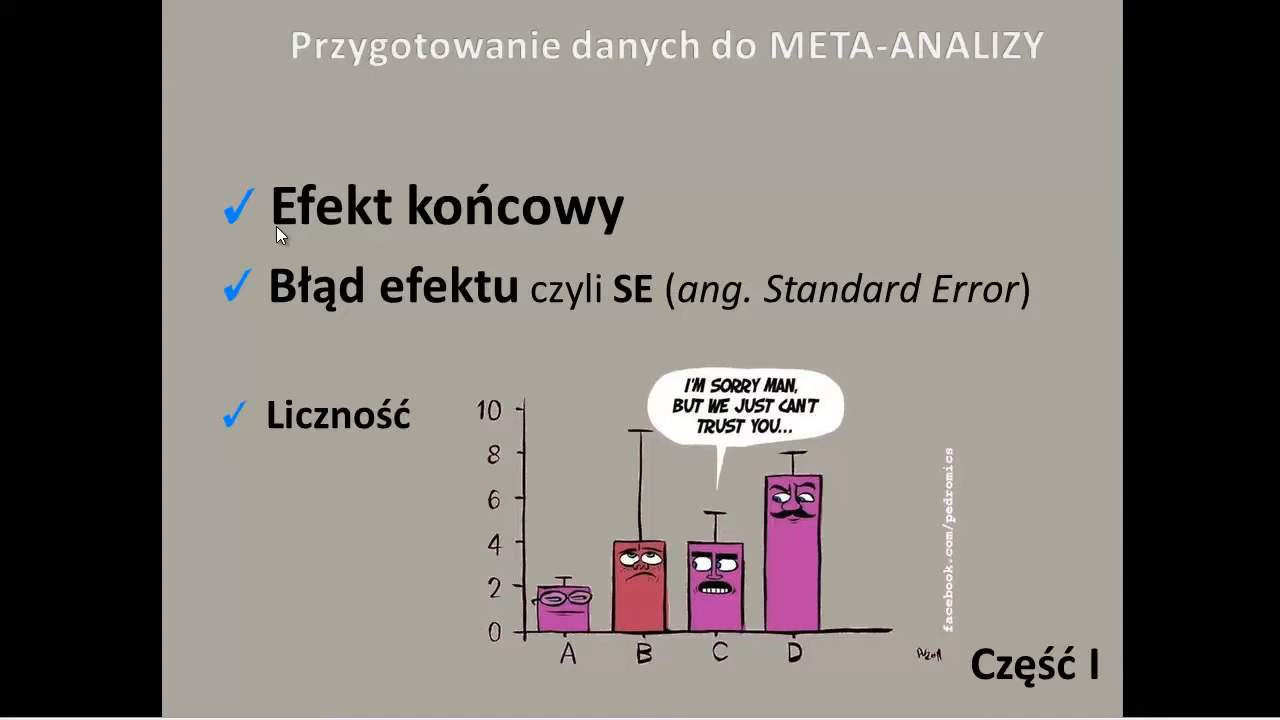 Przygotowanie danych do META-ANALIZY
✓ Efekt końcowy
✓ Błąd efektu czyli SE (ang. Standard Error)
✓ Liczność
I'M SORRY MAN,
BUT WE JUST CAN'T
TRUST YOU...
10
8
6
4
2
0
A B C D
facebook.com/pedromics
Część I